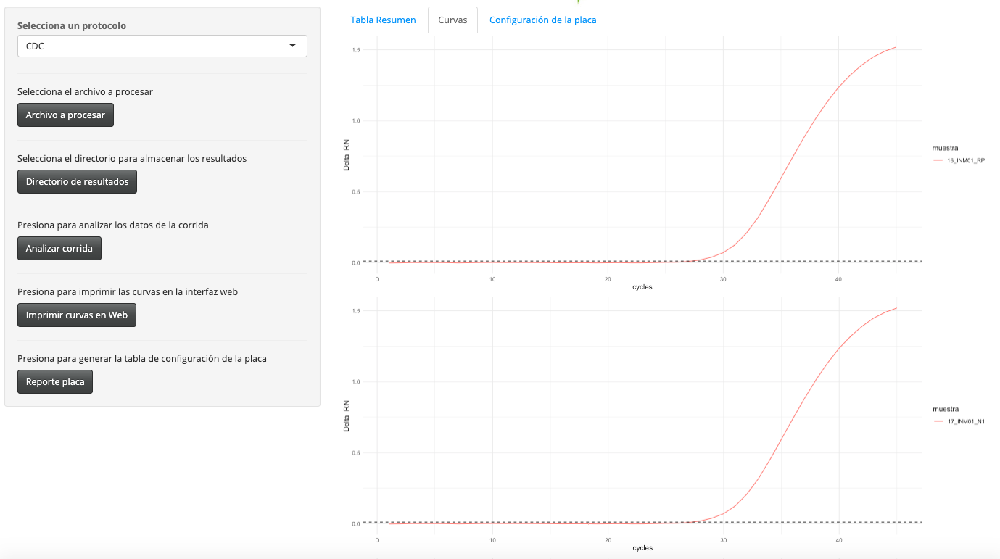 Selecciona un protocolo
CDC
Selecciona el archivo a procesar
Archivo a procesar
Selecciona el directorio para almacenar los resultados
Directorio de resultados
Presiona para analizar los datos de la corrida
Analizar corrida
Presiona para imprimir las curvas en la interfaz web
Imprimir curvas en Web
Presiona para generar la tabla de configuración de la placa
Reporte placa
Tabla Resumen
Curvas
Configuración de la placa
1.5
1.0
0.5
0.0
Delta_RN
0 10 20 30 40
cycles
muestra
16_INM01_RP
1.5
1.0
0.5
0.0
Delta_RN
0 10 20 30 40
cycles
muestra
17_INM01_N1